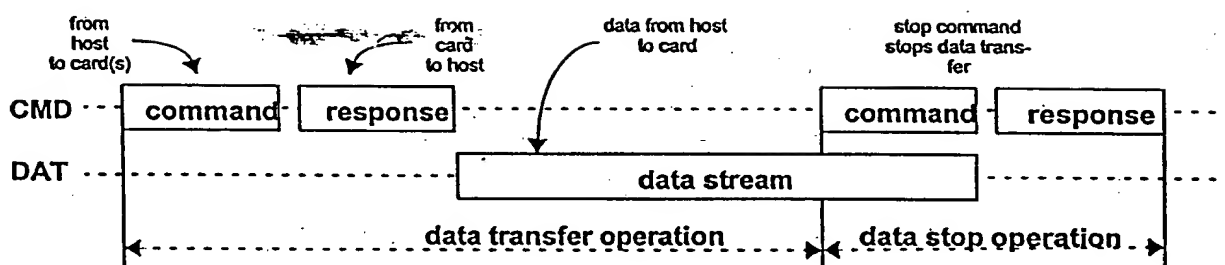 from
host
to card(s)
from
card
to host
data from host
to card
stop command
stops data trans-
fer
CMD command response command response
DAT data stream
data transfer operation data stop operation